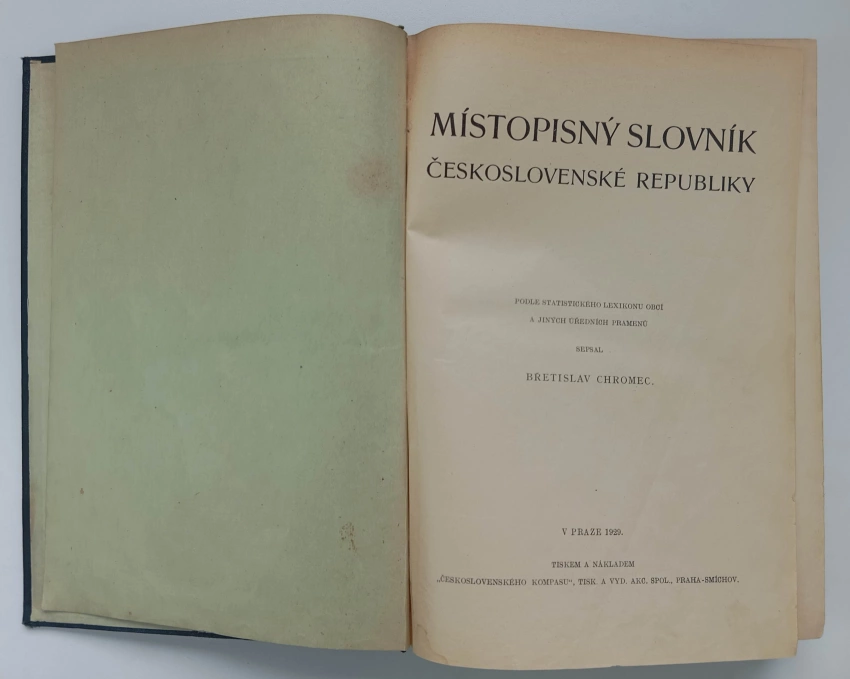 MÍSTOPISNÝ SLOVNÍK
ČESKOSLOVENSKÉ REPUBLIKY
PODLE STATISTICKÉHO LEXIKONU OBCÍ
A JINÝCH ÚŘEDNÍCH PRAMENŮ
SEPSAL
BŘETISLAV CHROMEC.
V PRAZE 1929.
TISKEM A NÁKLADEM
„ČESKOSLOVENSKÉHO KOMPASU", TISK. A VYD. AKC. SPOL., PRAHA-SMÍCHOV.